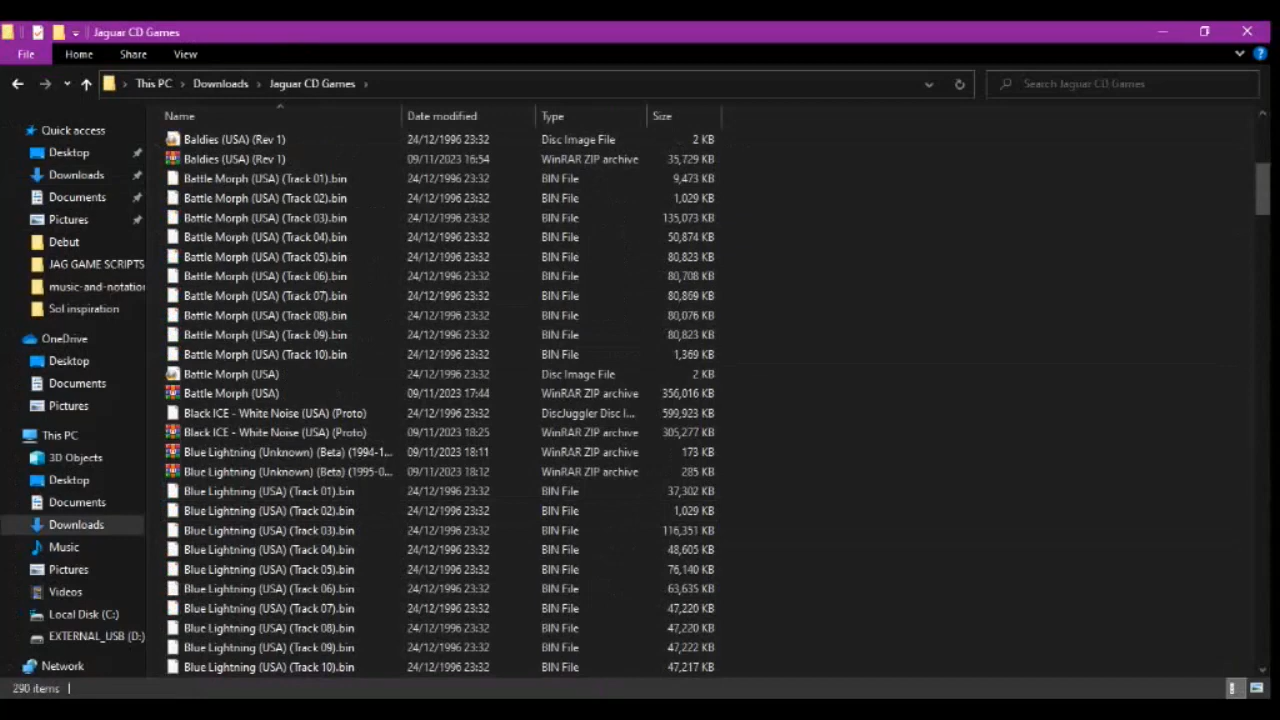 Jaguar CD Games
File Home Share View
This PC Downloads Jaguar CD Games Search Jaguar CD Games
Name Date modified Type Size
Quick access
Desktop
Downloads
Documents
Pictures
Debut
JAG GAME SCRIPTS
music-and-notation
Sol inspiration
OneDrive
Desktop
Documents
Pictures
This PC
3D Objects
Desktop
Documents
Downloads
Music
Pictures
Videos
Local Disk (C:)
EXTERNAL_USB (D:)
Network
Baldies (USA) (Rev 1) 24/12/1996 23:32 Disc Image File 2 KB
Baldies (USA) (Rev 1) 09/11/2023 16:54 WinRAR ZIP archive 35,729 KB
Battle Morph (USA) (Track 01).bin 24/12/1996 23:32 BIN File 9,473 KB
Battle Morph (USA) (Track 02).bin 24/12/1996 23:32 BIN File 1,029 KB
Battle Morph (USA) (Track 03).bin 24/12/1996 23:32 BIN File 135,073 KB
Battle Morph (USA) (Track 04).bin 24/12/1996 23:32 BIN File 50,874 KB
Battle Morph (USA) (Track 05).bin 24/12/1996 23:32 BIN File 80,823 KB
Battle Morph (USA) (Track 06).bin 24/12/1996 23:32 BIN File 80,708 KB
Battle Morph (USA) (Track 07).bin 24/12/1996 23:32 BIN File 80,869 KB
Battle Morph (USA) (Track 08).bin 24/12/1996 23:32 BIN File 80,076 KB
Battle Morph (USA) (Track 09).bin 24/12/1996 23:32 BIN File 80,823 KB
Battle Morph (USA) (Track 10).bin 24/12/1996 23:32 BIN File 1,369 KB
Battle Morph (USA) 24/12/1996 23:32 Disc Image File 2 KB
Battle Morph (USA) 09/11/2023 17:44 WinRAR ZIP archive 356,016 KB
Black ICE - White Noise (USA) (Proto) 24/12/1996 23:32 DiscJuggler Disc I... 599,923 KB
Black ICE - White Noise (USA) (Proto) 09/11/2023 18:25 WinRAR ZIP archive 305,277 KB
Blue Lightning (Unknown) (Beta) (1994-1... 09/11/2023 18:11 WinRAR ZIP archive 173 KB
Blue Lightning (Unknown) (Beta) (1995-0... 09/11/2023 18:12 WinRAR ZIP archive 285 KB
Blue Lightning (USA) (Track 01).bin 24/12/1996 23:32 BIN File 37,302 KB
Blue Lightning (USA) (Track 02).bin 24/12/1996 23:32 BIN File 1,029 KB
Blue Lightning (USA) (Track 03).bin 24/12/1996 23:32 BIN File 116,351 KB
Blue Lightning (USA) (Track 04).bin 24/12/1996 23:32 BIN File 48,605 KB
Blue Lightning (USA) (Track 05).bin 24/12/1996 23:32 BIN File 76,140 KB
Blue Lightning (USA) (Track 06).bin 24/12/1996 23:32 BIN File 63,635 KB
Blue Lightning (USA) (Track 07).bin 24/12/1996 23:32 BIN File 47,220 KB
Blue Lightning (USA) (Track 08).bin 24/12/1996 23:32 BIN File 47,220 KB
Blue Lightning (USA) (Track 09).bin 24/12/1996 23:32 BIN File 47,222 KB
Blue Lightning (USA) (Track 10).bin 24/12/1996 23:32 BIN File 47,217 KB
290 items